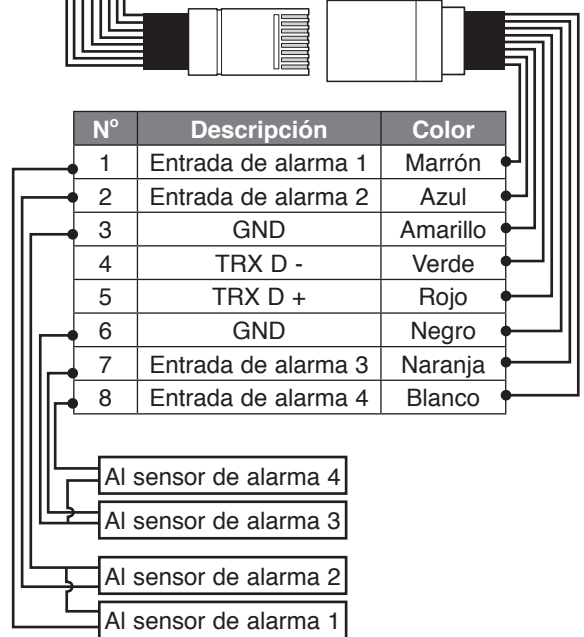 Nº Descripción Color
1 Entrada de alarma 1 Marrón
2 Entrada de alarma 2 Azul
3 GND Amarillo
4 TRX D - Verde
5 TRX D + Rojo
6 GND Negro
7 Entrada de alarma 3 Naranja
8 Entrada de alarma 4 Blanco
Al sensor de alarma 4
Al sensor de alarma 3
Al sensor de alarma 2
Al sensor de alarma 1